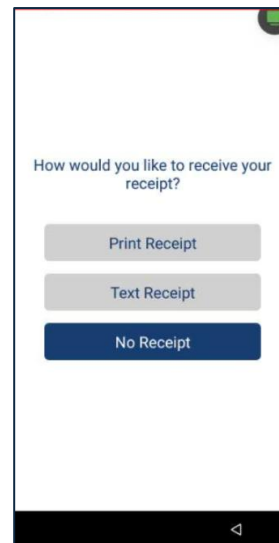 How would you like to receive your
receipt?
Print Receipt
Text Receipt
No Receipt